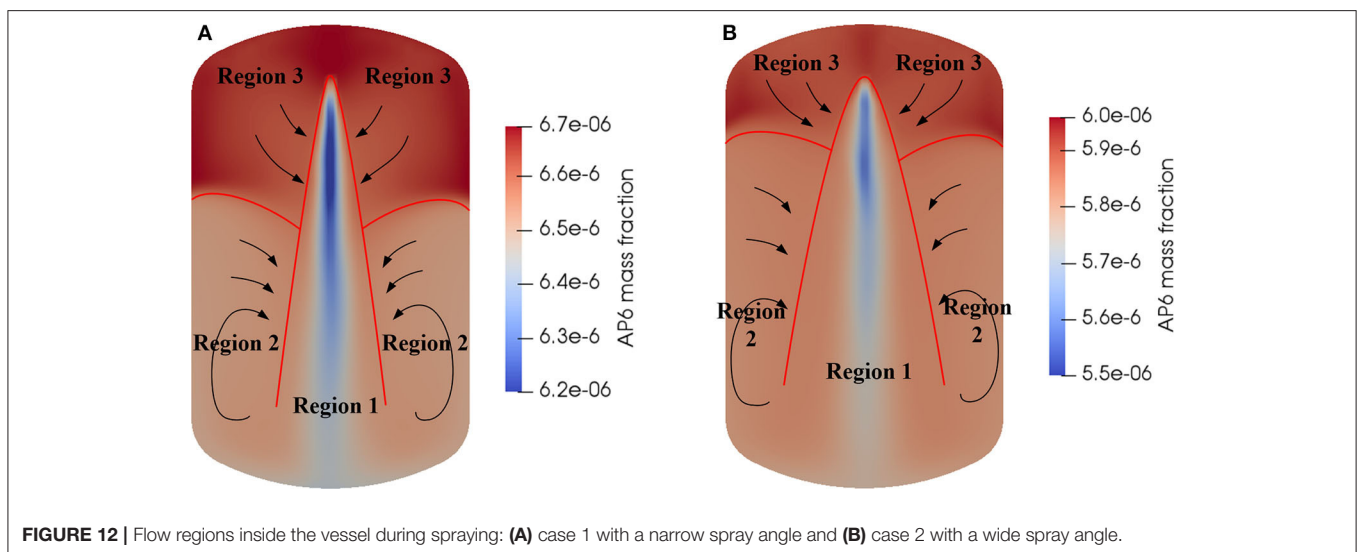 A
Region 3
Region 3
Region 2
Region 2
Region 1
6.7e-06
6.6e-6
6.5e-6
6.4e-6
6.3e-6
6.2e-06
AP6 mass fraction
B
Region 3
Region 3
Region
2
Region
2
Region 1
6.0e-06
5.9e-6
5.8e-6
5.7e-6
5.6e-6
5.5e-06
AP6 mass fraction
FIGURE 12 | Flow regions inside the vessel during spraying: (A) case 1 with a narrow spray angle and (B) case 2 with a wide spray angle.